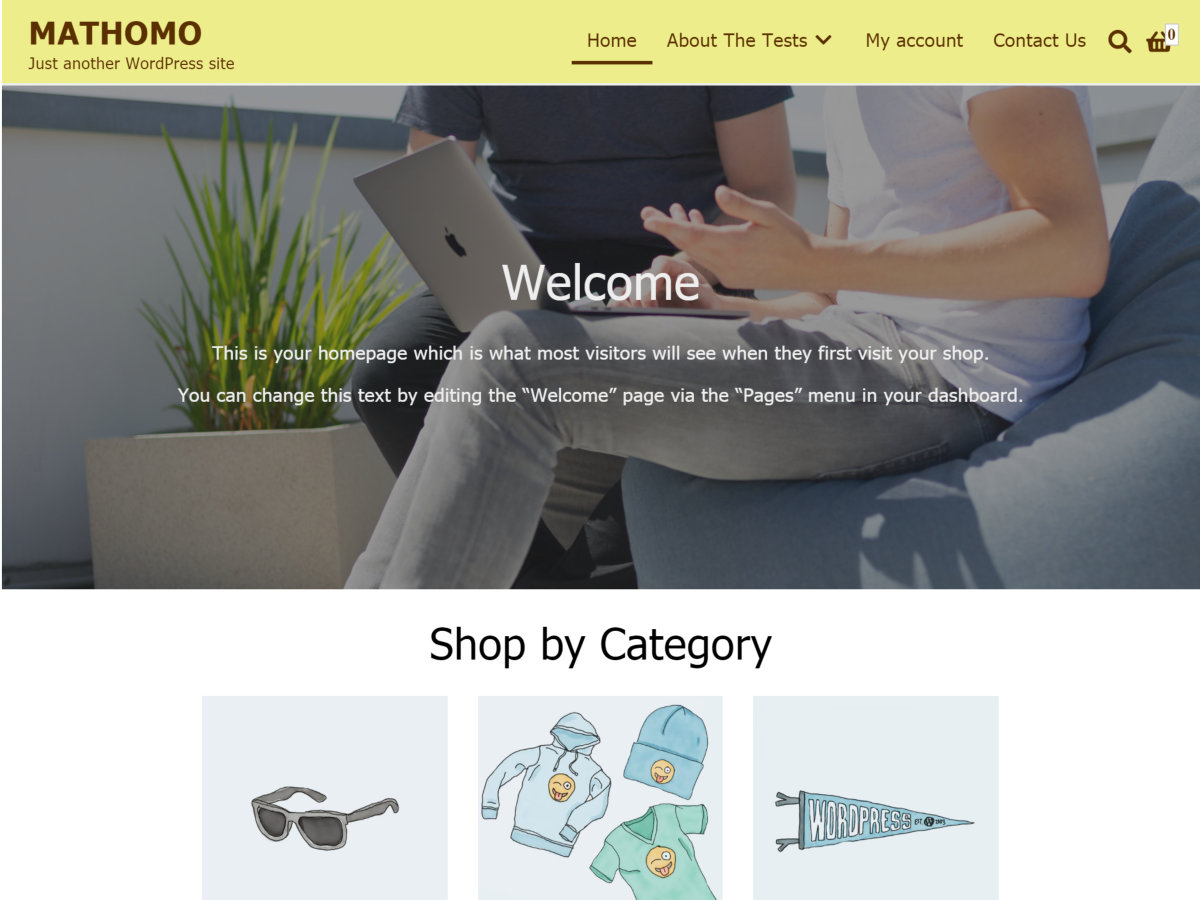 MATHOMO
Just another WordPress site
Home
About The Tests
My account
Contact Us
0
Welcome
This is your homepage which is what most visitors will see when they first visit your shop.
You can change this text by editing the “Welcome” page via the “Pages” menu in your dashboard.
Shop by Category
WORDPRESS